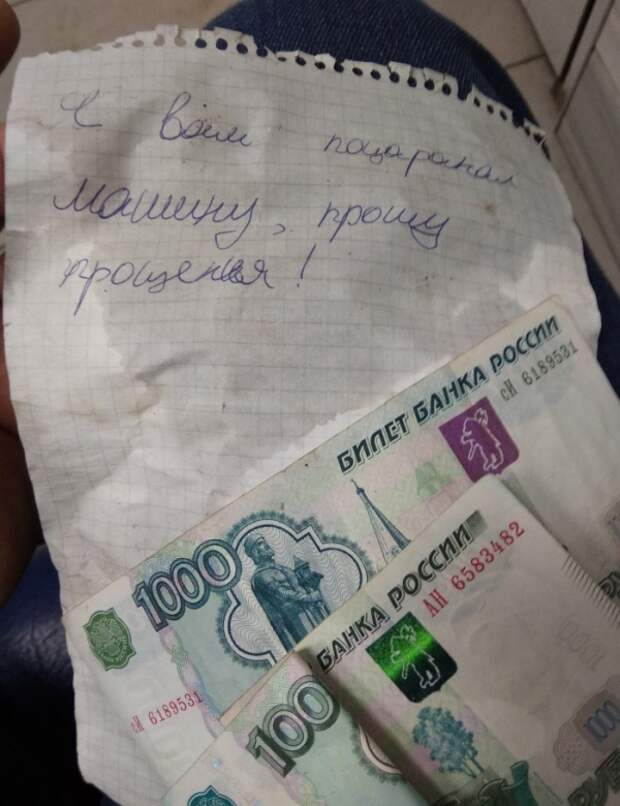 Я вам поцарапал
машину, прошу
прощения!
БИЛЕТ БАНКА РОССИИ
сИ 6189531
1000
сИ 6189531
БАНКА РОССИИ
АН 6583482
100
1000
РУБ